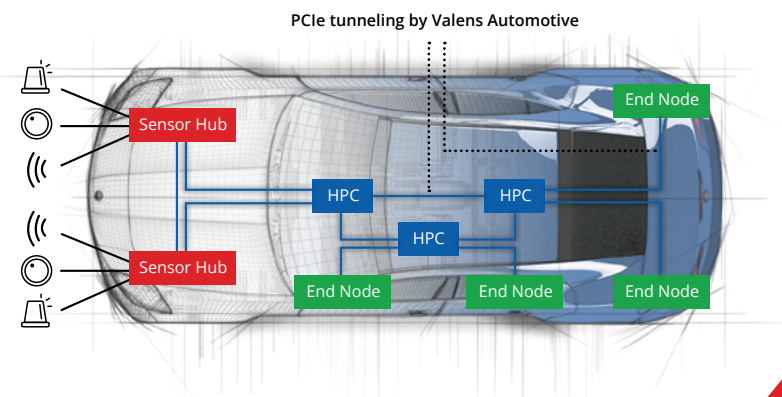 PCIe tunneling by Valens Automotive
End Node
Sensor Hub
HPC
HPC
HPC
Sensor Hub
End Node
End Node
End Node